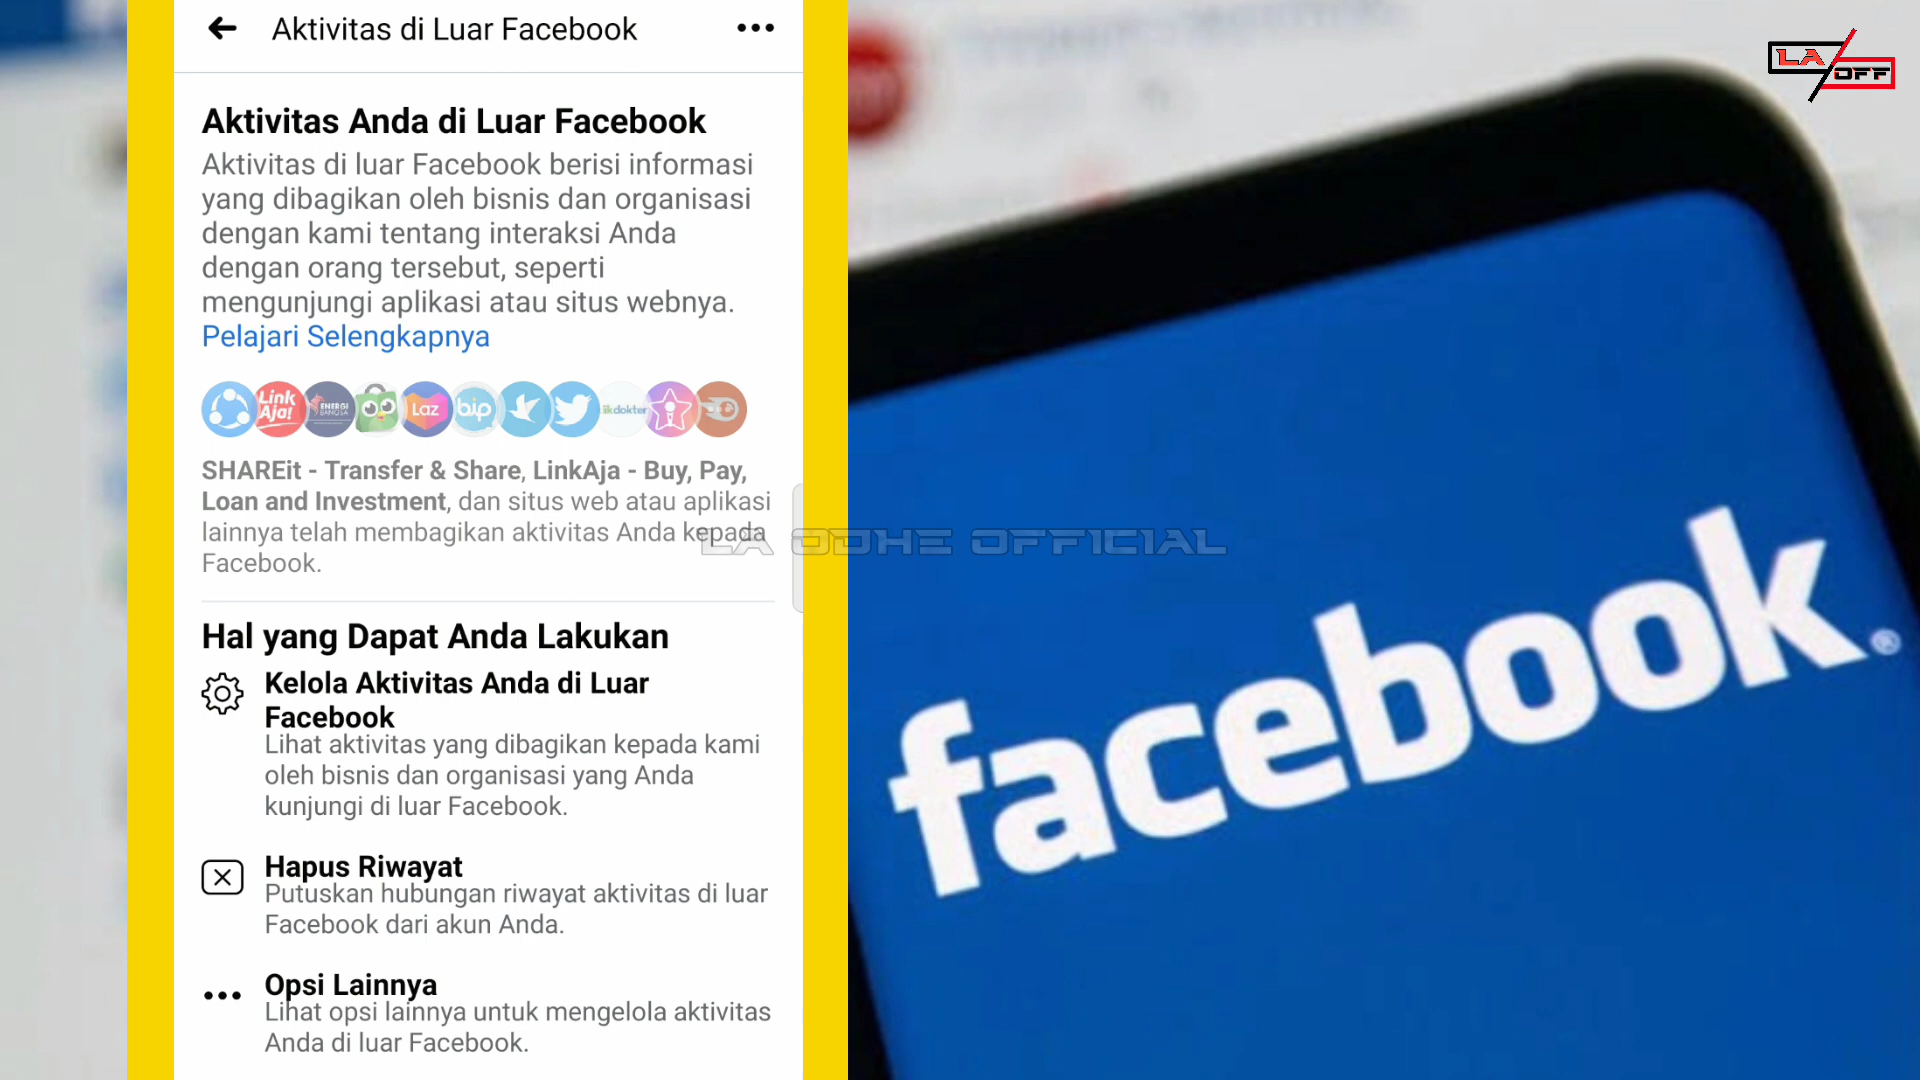 Aktivitas di Luar Facebook
Aktivitas Anda di Luar Facebook
Aktivitas di luar Facebook berisi informasi
yang dibagikan oleh bisnis dan organisasi
dengan kami tentang interaksi Anda
dengan orang tersebut, seperti
mengunjungi aplikasi atau situs webnya.
Pelajari Selengkapnya
Link
Aja!
ENERGI
BANGSA
Laz
bip
ikdokter
SHAREit - Transfer & Share, LinkAja - Buy, Pay,
Loan and Investment, dan situs web atau aplikasi
lainnya telah membagikan aktivitas Anda kepada
Facebook.
Hal yang Dapat Anda Lakukan
Kelola Aktivitas Anda di Luar
Facebook
Lihat aktivitas yang dibagikan kepada kami
oleh bisnis dan organisasi yang Anda
kunjungi di luar Facebook.
Hapus Riwayat
Putuskan hubungan riwayat aktivitas di luar
Facebook dari akun Anda.
Opsi Lainnya
Lihat opsi lainnya untuk mengelola aktivitas
Anda di luar Facebook.
LA ODHE OFFICIAL
LA
OFF
facebook®